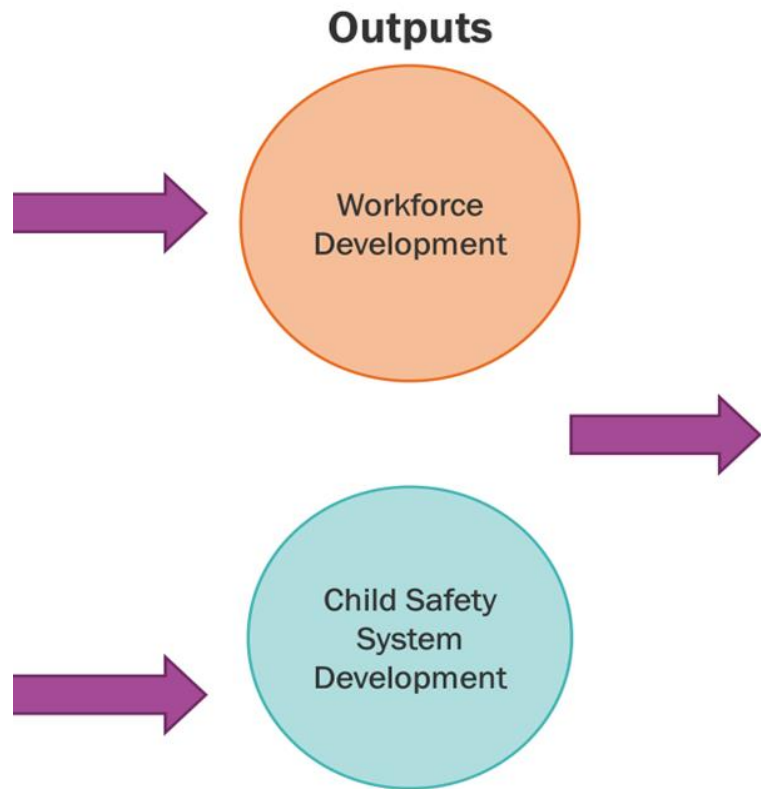 Outputs
Workforce
Development
Child Safety
System
Development